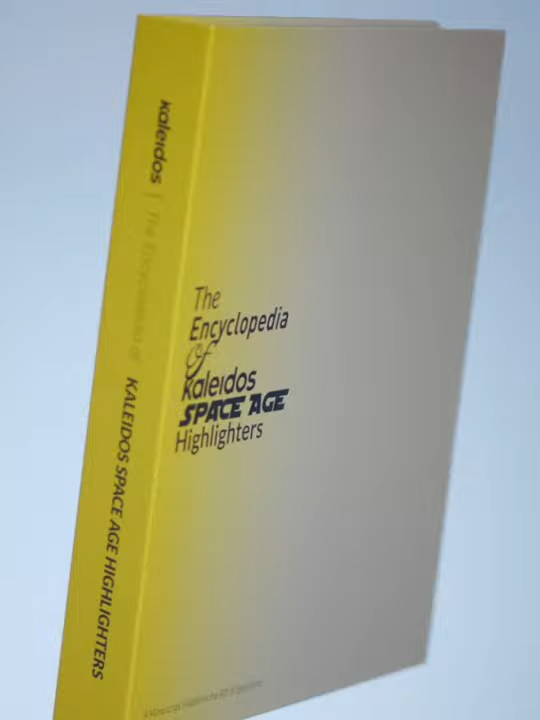 The
Encyclopedia
Of
kaleidos
SPACE AGE
Highlighters
kaleidos | The Encyclopedia of KALEIDOS SPACE AGE HIGHLIGHTERS